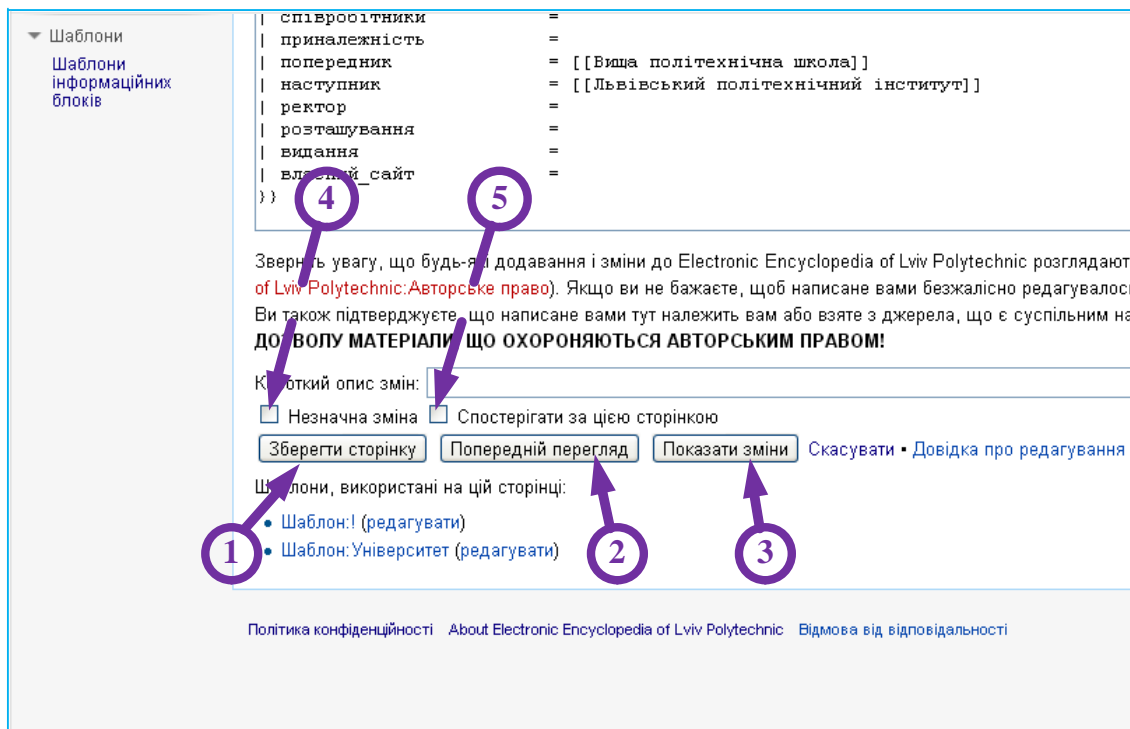 Шаблони
Шаблони
інформаційних
блоків
| співробітники =
| приналежність =
| попередник = [[Вища політехнічна школа]]
| наступник = [[Львівський політехнічний інститут]]
| ректор =
| розташування =
| видання =
| власний_сайт =
}}
4
5
Зверніть увагу, що будь-які додавання і зміни до Electronic Encyclopedia of Lviv Polytechnic розглядают
of Lviv Polytechnic:Авторське право). Якщо ви не бажаєте, щоб написане вами безжалісно редагувалос
Ви також підтверджуєте, що написане вами тут належить вам або взяте з джерела, що є суспільним на
ДОЗВОЛУ МАТЕРІАЛИ, ЩО ОХОРОНЯЮТЬСЯ АВТОРСЬКИМ ПРАВОМ!
Короткий опис змін:
Незначна зміна Спостерігати за цією сторінкою
Зберегти сторінку Попередній перегляд Показати зміни Скасувати ▪ Довідка про редагування
Шаблони, використані на цій сторінці:
• Шаблон:! (редагувати)
• Шаблон:Університет (редагувати)
1
2
3
Політика конфіденційності About Electronic Encyclopedia of Lviv Polytechnic Відмова від відповідальності